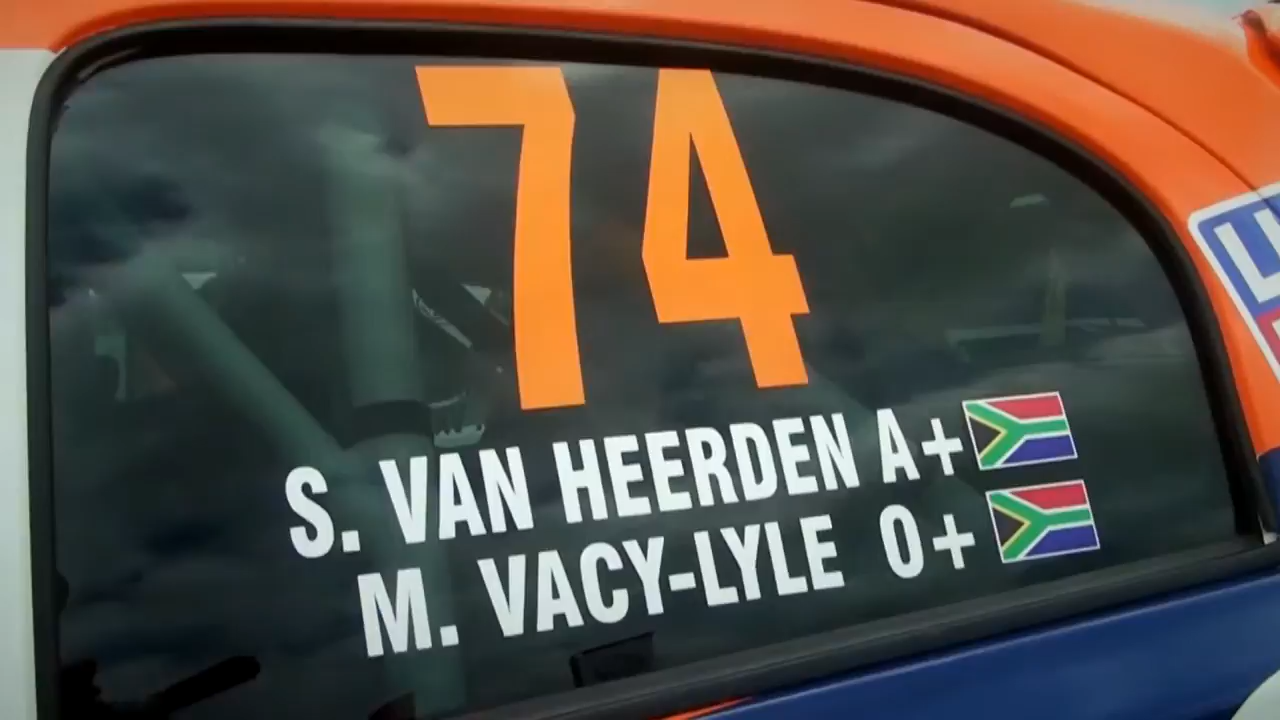 74
S. VAN HEERDEN A+
M. VACY-LYLE O+